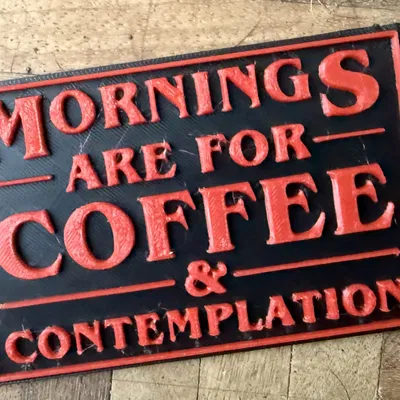 MORNINGS
ARE FOR
COFFEE
&
CONTEMPLATION